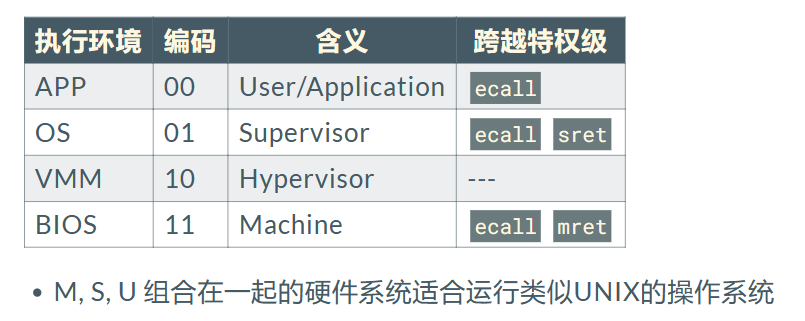 执行环境 编码 含义 跨越特权级
APP 00 User/Application ecall
OS 01 Supervisor ecall sret
VMM 10 Hypervisor ---
BIOS 11 Machine ecall mret
• M, S, U 组合在一起的硬件系统适合运行类似UNIX的操作系统